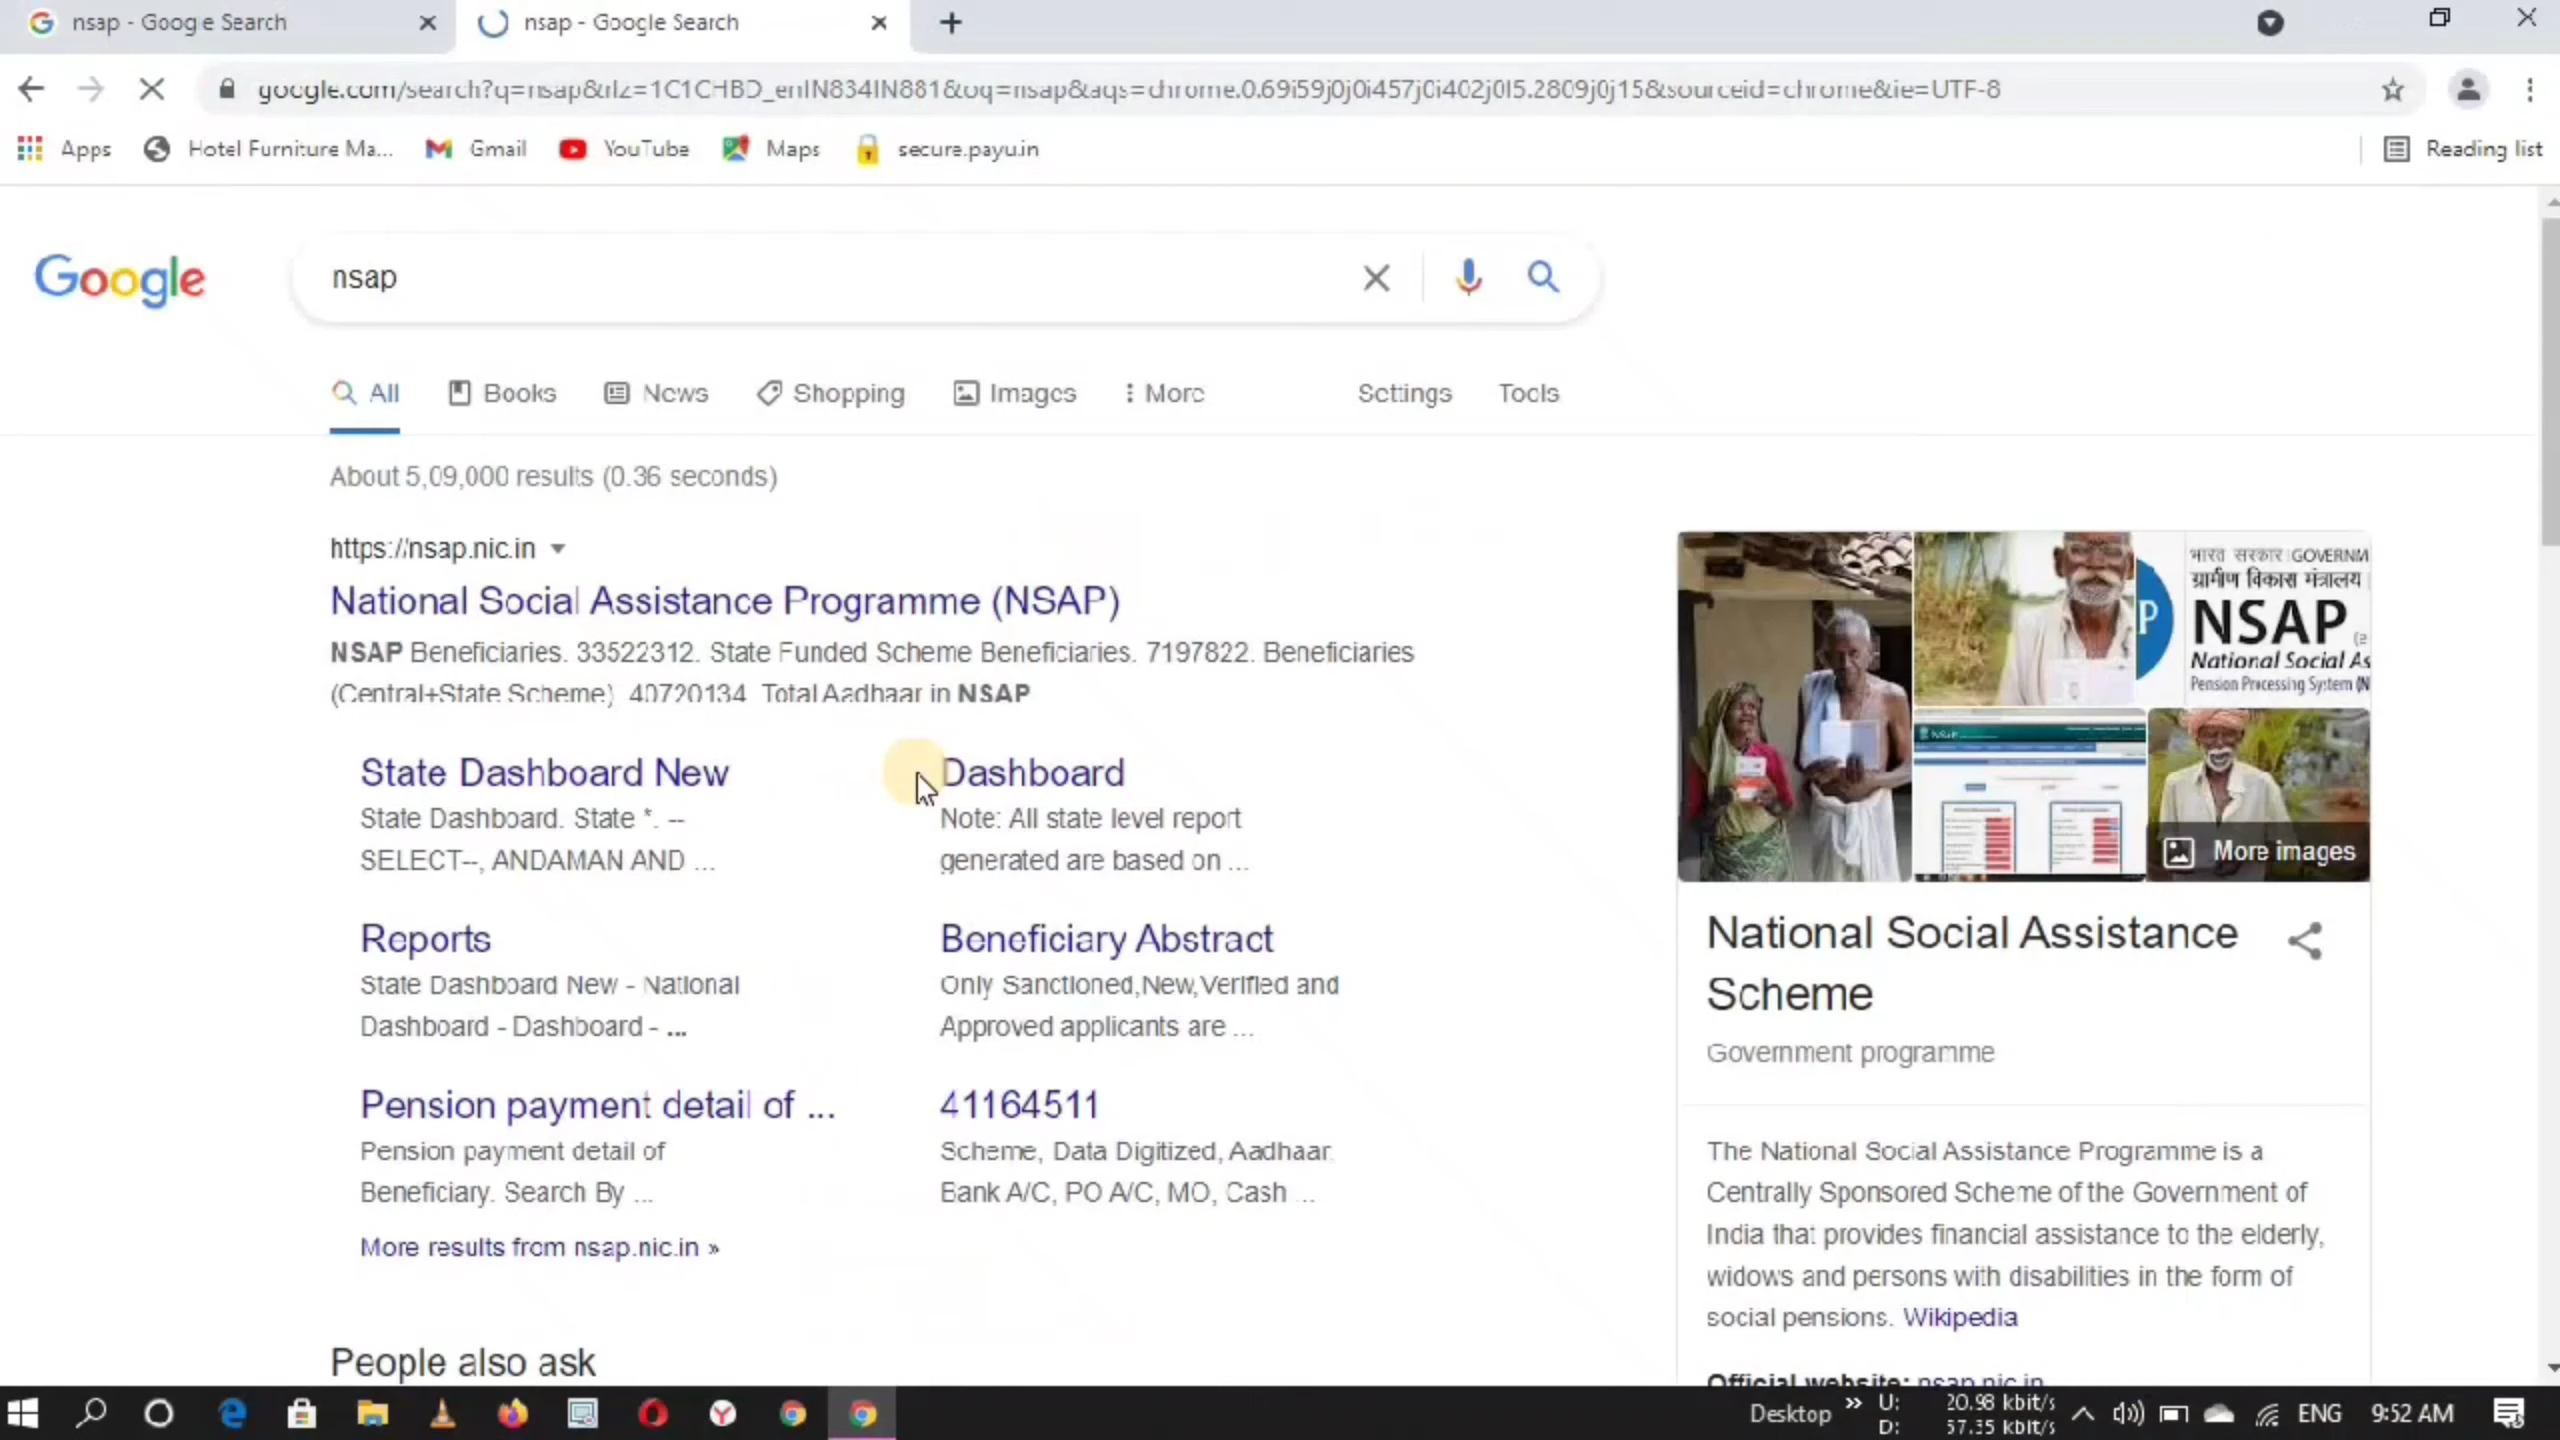 nsap - Google Search
nsap - Google Search
google.com/search?q=nsap&rlz=1C1CHBD_enIN834IN881&oq=nsap&aqs=chrome.0.69i59j0j0i457j0i402j0l5.2809j0j15&sourceid=chrome&ie=UTF-8
Apps
Hotel Furniture Ma...
Gmail
YouTube
Maps
secure.payu.in
Reading list
Google
nsap
All
Books
News
Shopping
Images
More
Settings
Tools
About 5,09,000 results (0.36 seconds)
https://nsap.nic.in
National Social Assistance Programme (NSAP)
NSAP Beneficiaries. 33522312. State Funded Scheme Beneficiaries. 7197822. Beneficiaries
(Central+State Scheme) 40720134 Total Aadhaar in NSAP
State Dashboard New
State Dashboard. State *. --
SELECT--, ANDAMAN AND ...
Dashboard
Note: All state level report
generated are based on ...
Reports
State Dashboard New - National
Dashboard - Dashboard - ...
Beneficiary Abstract
Only Sanctioned,New,Verified and
Approved applicants are ...
Pension payment detail of ...
Pension payment detail of
Beneficiary. Search By ...
41164511
Scheme, Data Digitized, Aadhaar.
Bank A/C, PO A/C, MO, Cash ...
More results from nsap.nic.in »
People also ask
P
भारत सरकार |GOVERNM
ग्रामीण विकास मंत्रालय
NSAP
National Social As
Pension Processing System (N
More images
National Social Assistance
Scheme
Government programme
The National Social Assistance Programme is a
Centrally Sponsored Scheme of the Government of
India that provides financial assistance to the elderly,
widows and persons with disabilities in the form of
social pensions. Wikipedia
Official website: nsap.nic.in
Desktop
»
U: 20.98 kbit/s
D: 57.35 kbit/s
ENG
9:52 AM